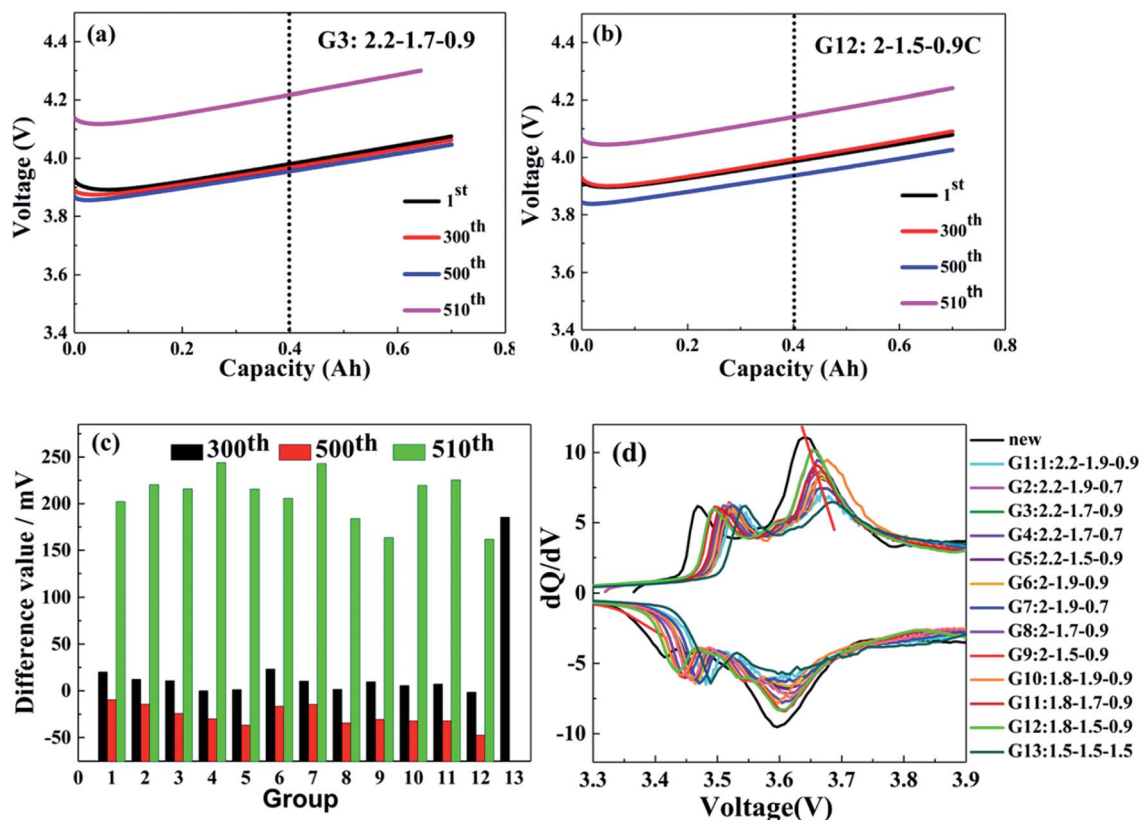 (a)
G3: 2.2-1.7-0.9
Voltage (V)
4.4
4.2
4.0
3.8
3.6
3.4
1st
300th
500th
510th
0.0 0.2 0.4 0.6 0.8
Capacity (Ah)
(b)
G12: 2-1.5-0.9C
Voltage (V)
4.4
4.2
4.0
3.8
3.6
3.4
1st
300th
500th
510th
0.0 0.2 0.4 0.6 0.8
Capacity (Ah)
(c)
300th 500th 510th
Difference value / mV
250
200
150
100
50
0
-50
0 1 2 3 4 5 6 7 8 9 10 11 12 13
Group
(d)
dQ/dV
10
5
0
-5
-10
3.3 3.4 3.5 3.6 3.7 3.8 3.9
Voltage(V)
new
G1:1:2.2-1.9-0.9
G2:2.2-1.9-0.7
G3:2.2-1.7-0.9
G4:2.2-1.7-0.7
G5:2.2-1.5-0.9
G6:2-1.9-0.9
G7:2-1.9-0.7
G8:2-1.7-0.9
G9:2-1.5-0.9
G10:1.8-1.9-0.9
G11:1.8-1.7-0.9
G12:1.8-1.5-0.9
G13:1.5-1.5-1.5